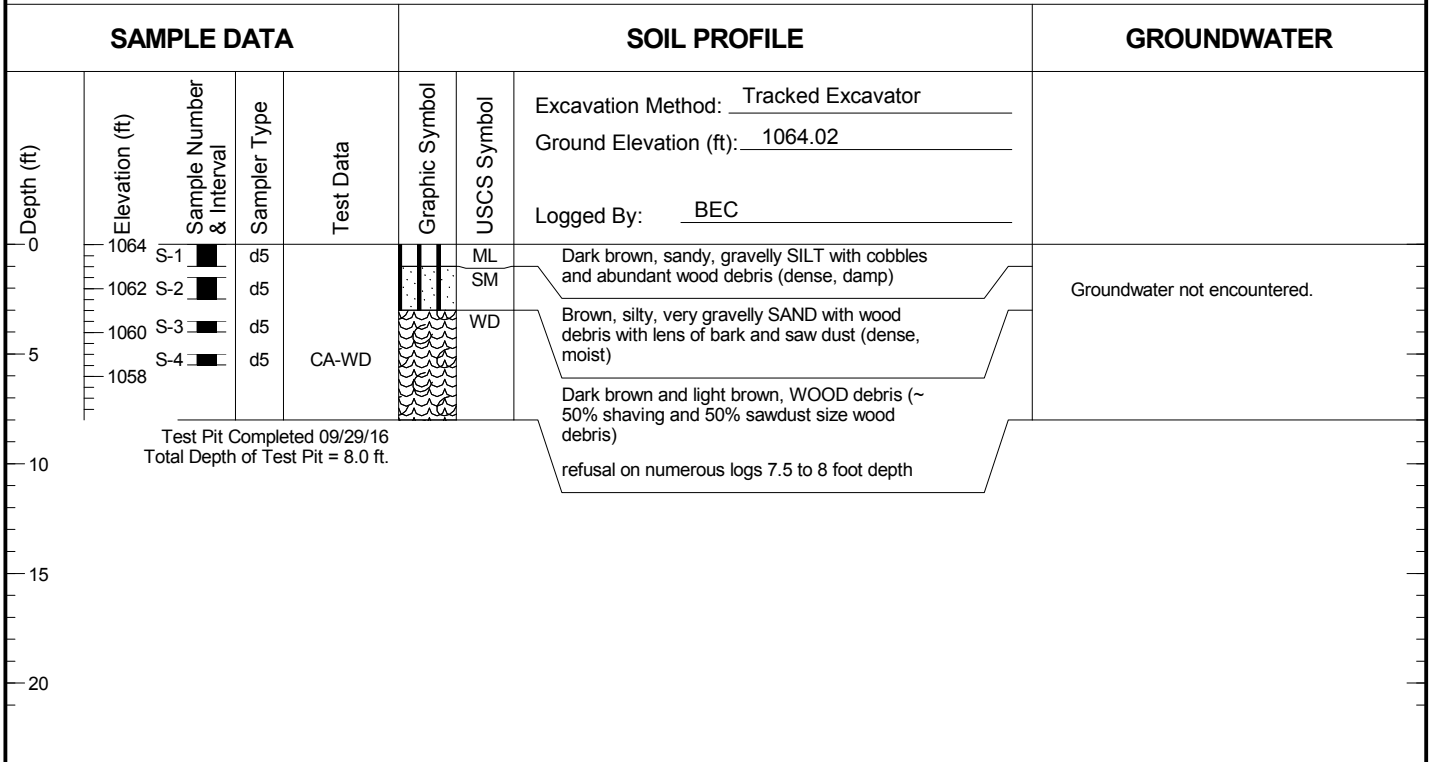 SAMPLE DATA
SOIL PROFILE
GROUNDWATER
Depth (ft)
Elevation (ft)
Sample Number
& Interval
Sampler Type
Test Data
Graphic Symbol
USCS Symbol
Excavation Method: Tracked Excavator
Ground Elevation (ft): 1064.02
Logged By: BEC
0
1064
S-1
d5
ML
Dark brown, sandy, gravelly SILT with cobbles
and abundant wood debris (dense, damp)
1062
S-2
d5
SM
Groundwater not encountered.
1060
S-3
d5
WD
Brown, silty, very gravelly SAND with wood
debris with lens of bark and saw dust (dense,
moist)
5
S-4
d5
CA-WD
1058
Dark brown and light brown, WOOD debris (~
50% shaving and 50% sawdust size wood
debris)
refusal on numerous logs 7.5 to 8 foot depth
Test Pit Completed 09/29/16
Total Depth of Test Pit = 8.0 ft.
10
15
20